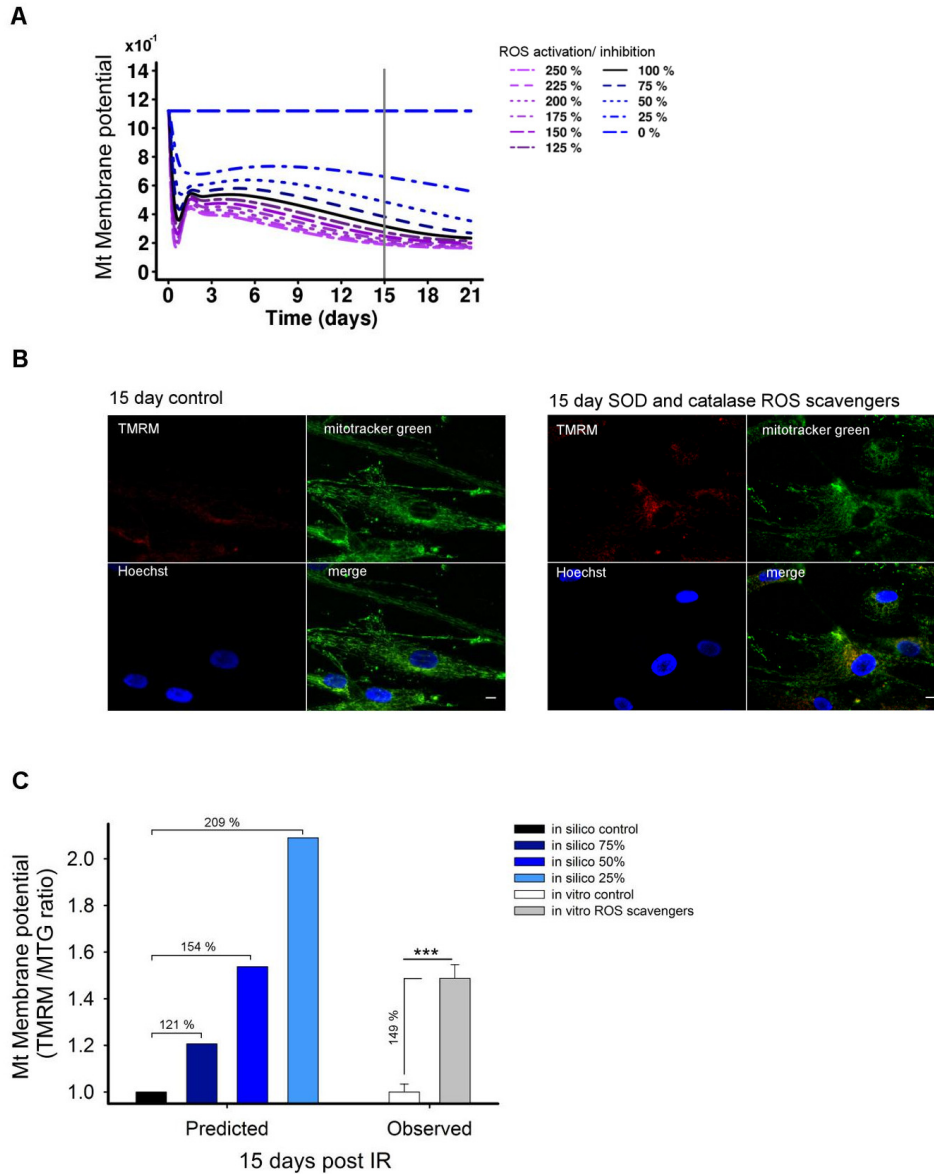 A
x10⁻¹
Mt Membrane potential
14
12
10
8
6
4
2
0
0 3 6 9 12 15 18 21
Time (days)
ROS activation/ inhibition
250 % 100 %
225 % 75 %
200 % 50 %
175 % 25 %
150 % 0 %
125 %
B
15 day control
TMRM
mitotracker green
Hoechst
merge
15 day SOD and catalase ROS scavengers
TMRM
mitotracker green
Hoechst
merge
C
Mt Membrane potential
(TMRM /MTG ratio)
2.0
1.8
1.6
1.4
1.2
1.0
209 %
154 %
121 %
***
149 %
Predicted Observed
15 days post IR
in silico control
in silico 75%
in silico 50%
in silico 25%
in vitro control
in vitro ROS scavengers